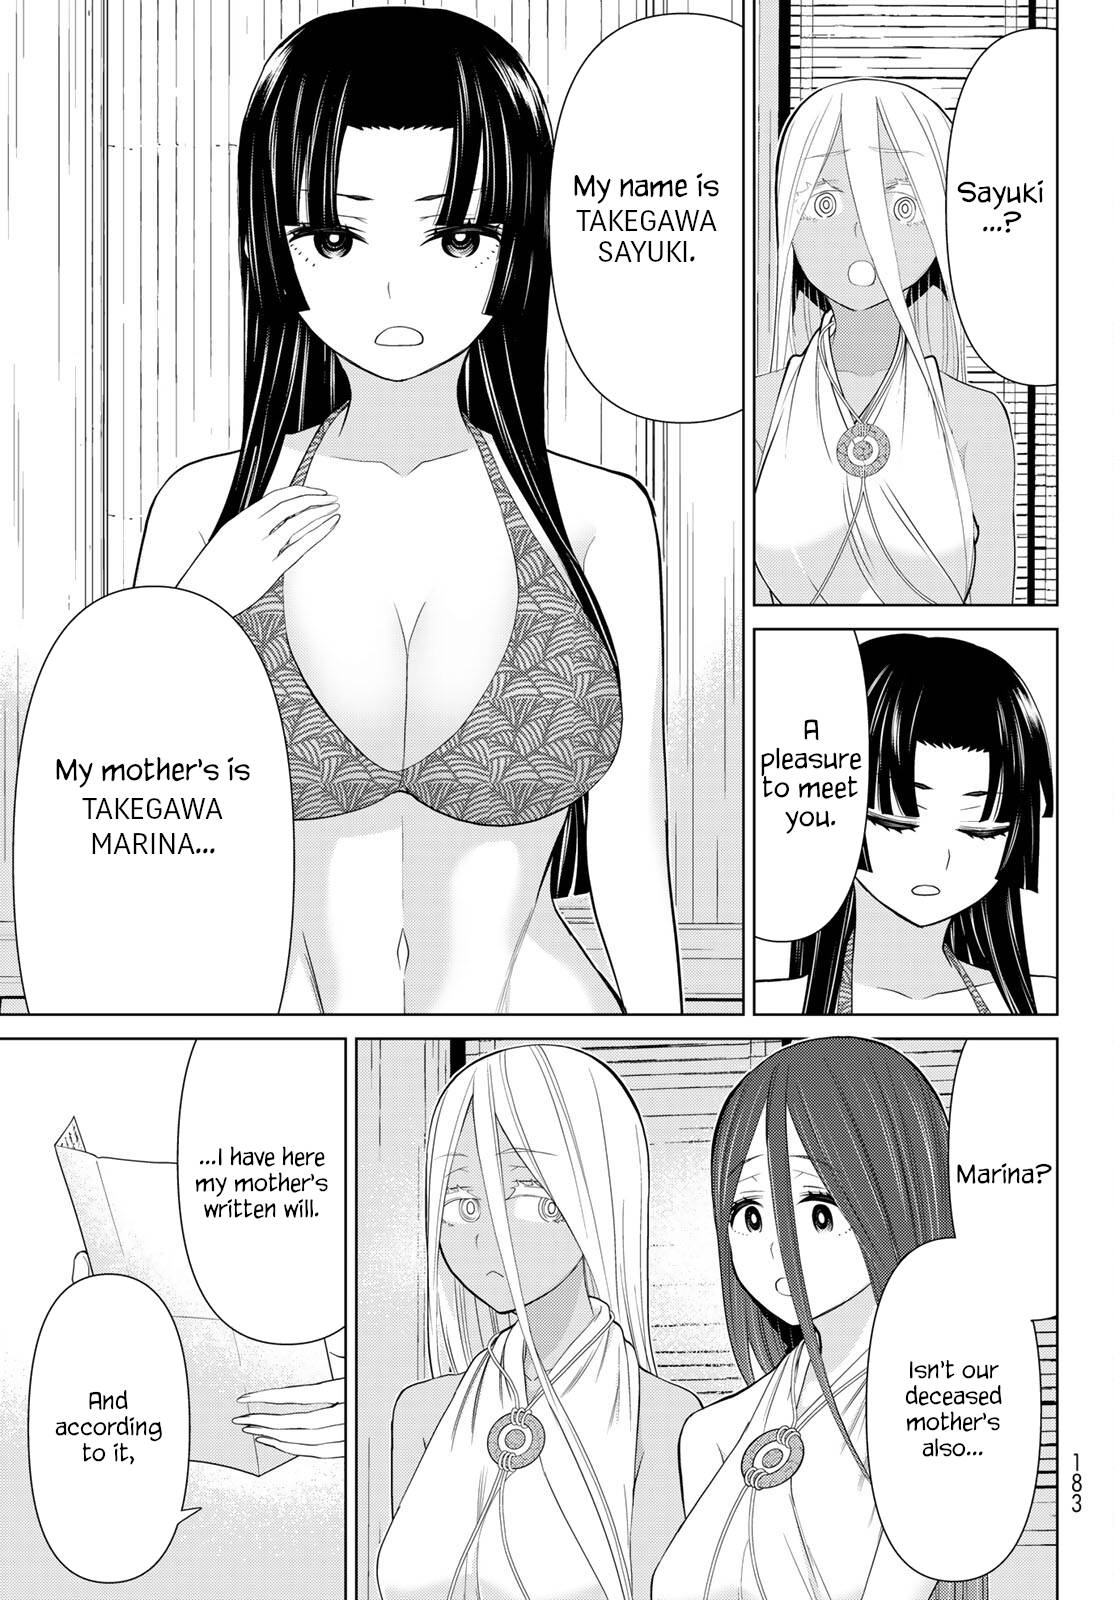 Sayuki
...?
My name is
TAKEGAWA
SAYUKI.
A
pleasure
to meet
you.
My mother's is
TAKEGAWA
MARINA...
Marina?
Isn't our
deceased
mother's
also...
...I have here
my mother's
written will.
And
according
to it,
183